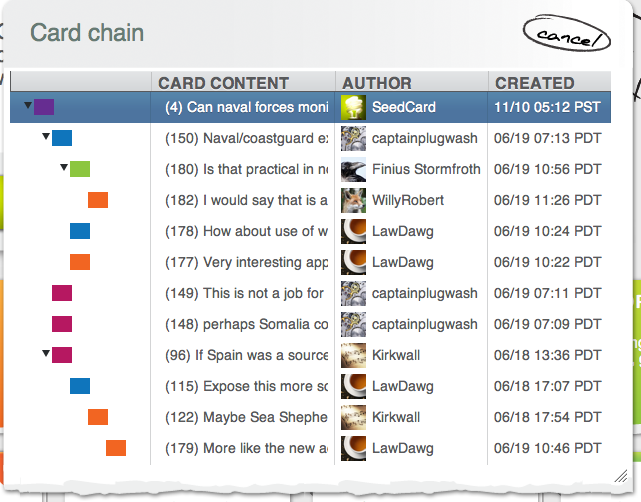 Card chain
cancel
CARD CONTENT AUTHOR CREATED
(4) Can naval forces moni SeedCard 11/10 05:12 PST
(150) Naval/coastguard ex captainplugwash 06/19 07:13 PDT
(180) Is that practical in n Finius Stormfroth 06/19 10:56 PDT
(182) I would say that is a WillyRobert 06/19 11:26 PDT
(178) How about use of w LawDawg 06/19 10:24 PDT
(177) Very interesting app LawDawg 06/19 10:22 PDT
(149) This is not a job for captainplugwash 06/19 07:11 PDT
(148) perhaps Somalia co captainplugwash 06/19 07:09 PDT
(96) If Spain was a source Kirkwall 06/18 13:36 PDT
(115) Expose this more so LawDawg 06/18 17:07 PDT
(122) Maybe Sea Shephe Kirkwall 06/18 17:54 PDT
(179) More like the new a LawDawg 06/19 10:46 PDT